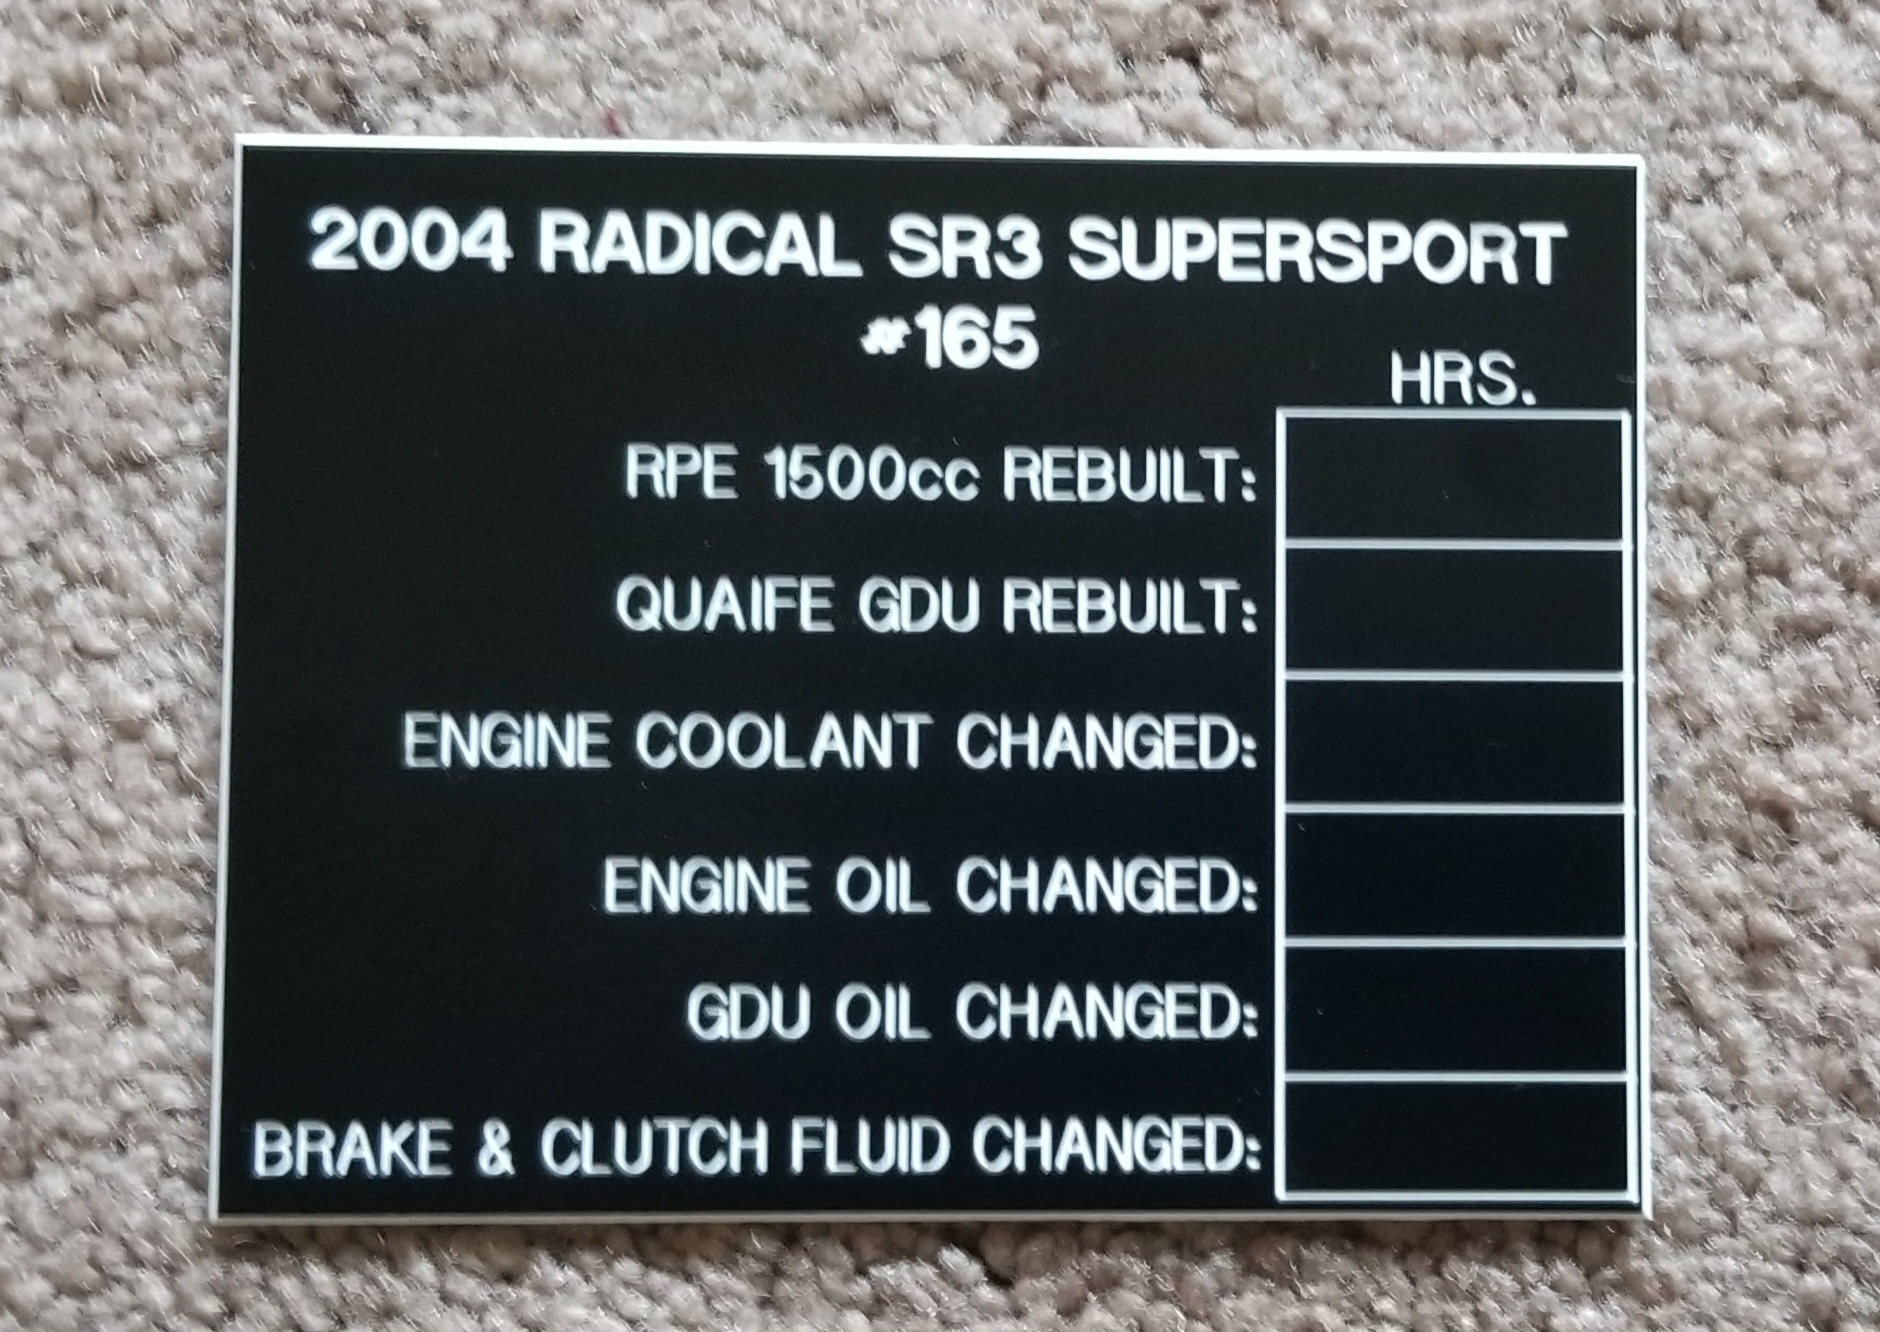 2004 RADICAL SR3 SUPERSPORT
#165
HRS.
RPE 1500cc REBUILT:
QUAIFE GDU REBUILT:
ENGINE COOLANT CHANGED:
ENGINE OIL CHANGED:
GDU OIL CHANGED:
BRAKE & CLUTCH FLUID CHANGED: